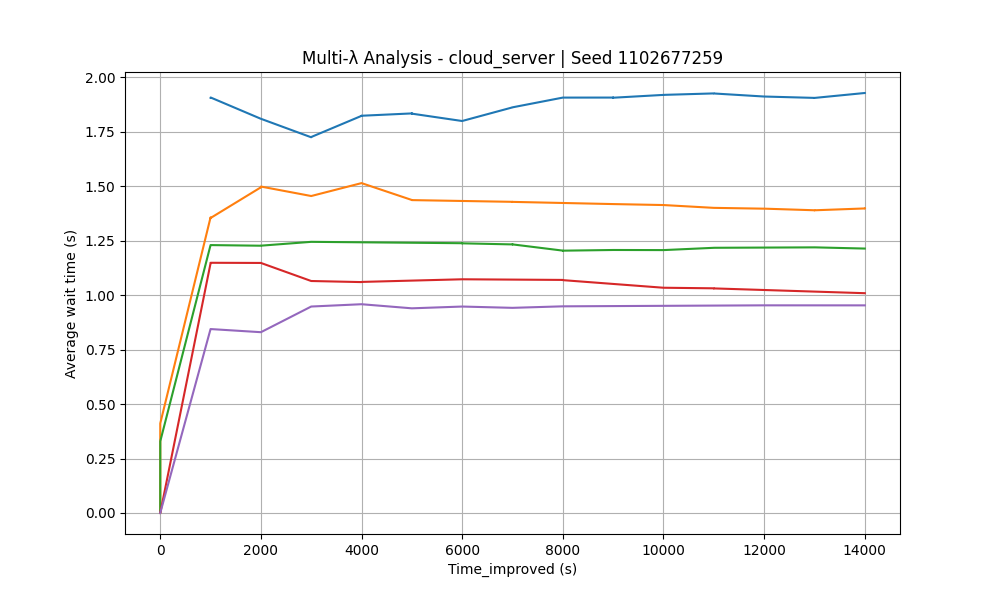 Multi-λ Analysis - cloud_server | Seed 1102677259
2.00
1.75
1.50
1.25
1.00
0.75
0.50
0.25
0.00
Average wait time (s)
0 2000 4000 6000 8000 10000 12000 14000
Time_improved (s)